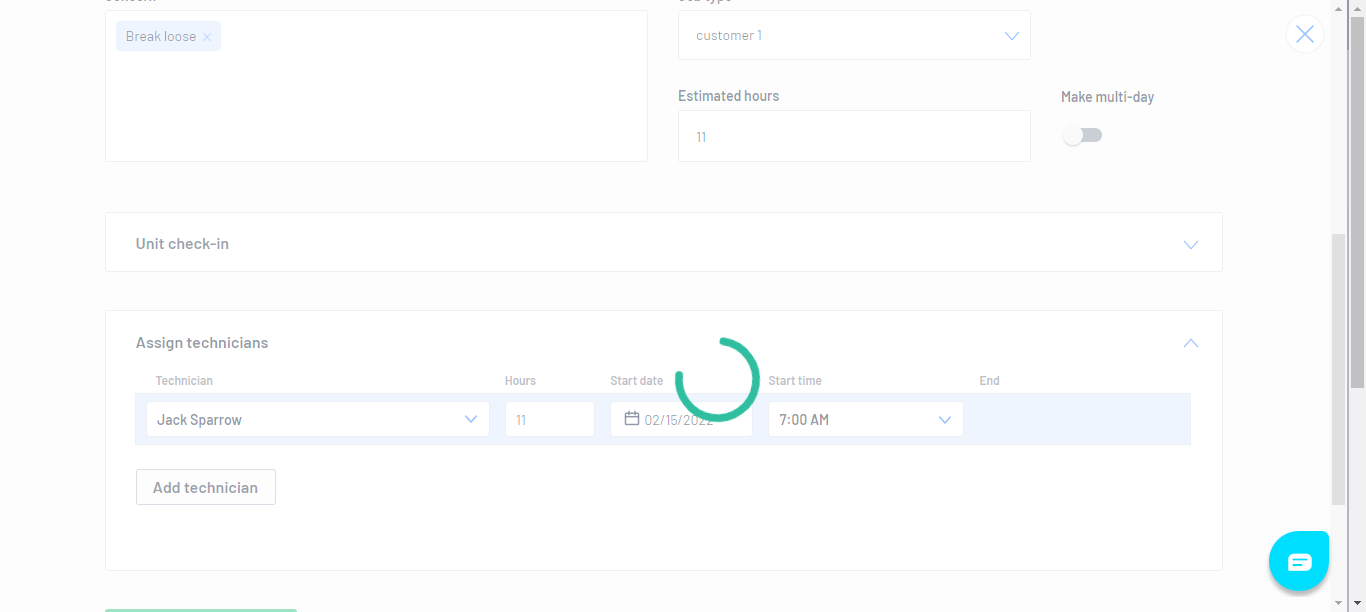 Break loose
customer 1
Estimated hours
Make multi-day
11
Unit check-in
Assign technicians
Technician Hours Start date Start time End
Jack Sparrow 11 02/15/2022 7:00 AM
Add technician